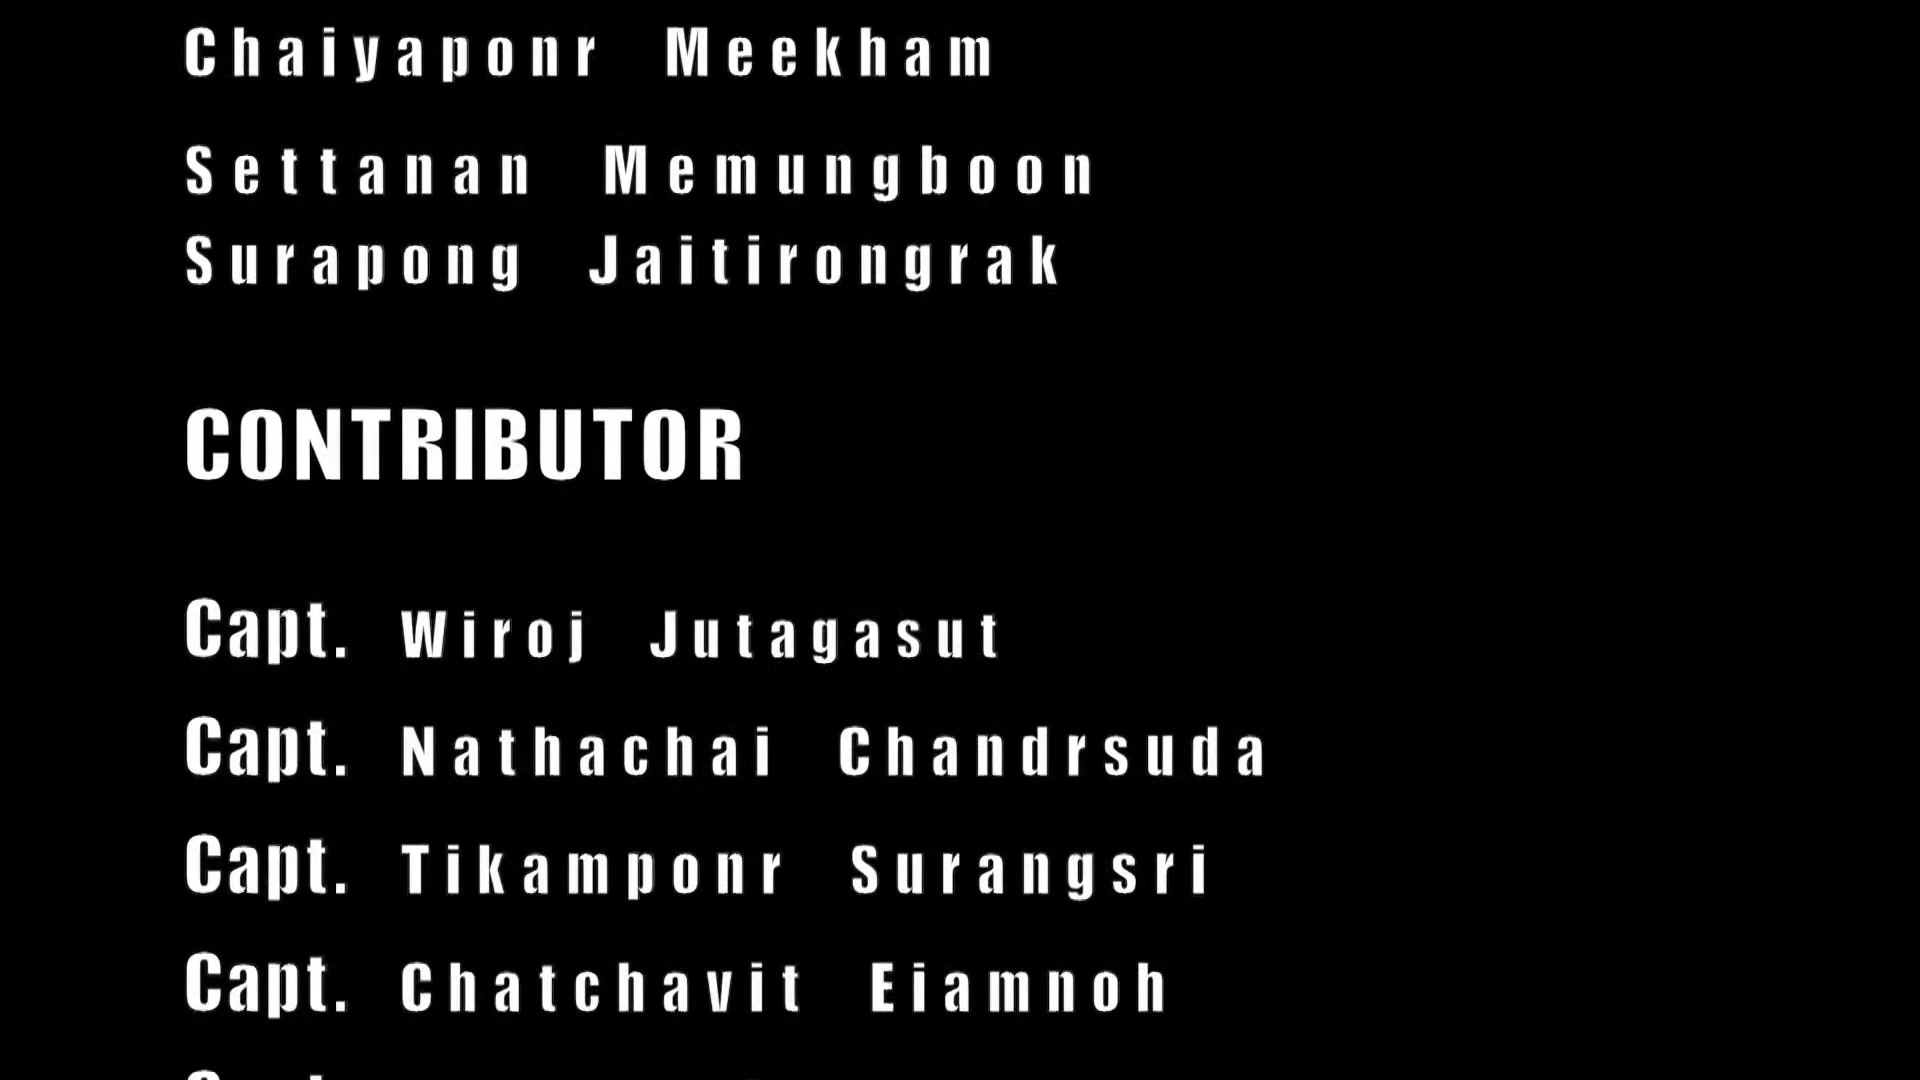 Chaiyaponr Meekham
Settanan Memungboon
Surapong Jaitirongrak
CONTRIBUTOR
Capt. Wiroj Jutagasut
Capt. Nathachai Chandrsuda
Capt. Tikamponr Surangsri
Capt. Chatchavit Eiamnoh